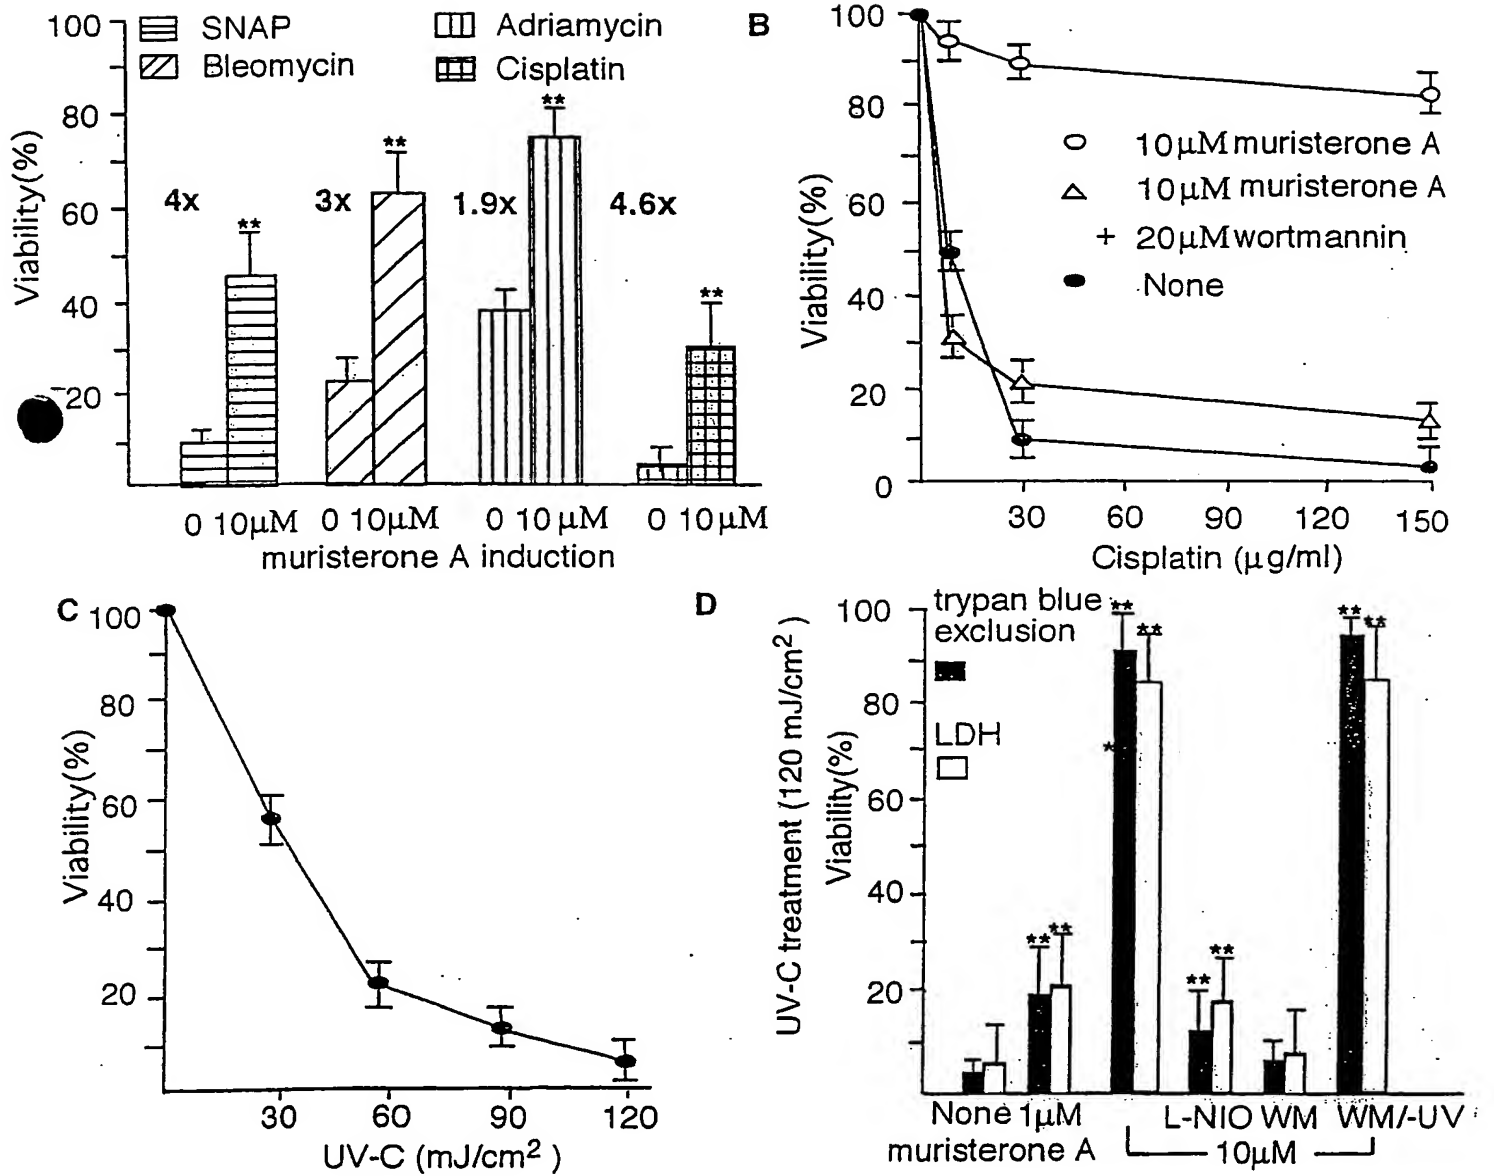 100
80
60
40
20
Viability(%)
SNAP
Bleomycin
Adriamycin
Cisplatin
4x
3x
1.9x
4.6x
**
**
**
**
0 10µM
0 10µM
0 10µM
0 10µM
muristerone A induction
B
100
80
60
40
20
0
Viability(%)
10µM muristerone A
10µM muristerone A
+ 20µM wortmannin
None
30
60
90
120
150
Cisplatin (µg/ml)
C
100
80
60
40
20
Viability(%)
30
60
90
120
UV-C (mJ/cm²)
D
UV-C treatment (120 mJ/cm²)
Viability(%)
100
80
60
40
20
trypan blue
exclusion
LDH
**
**
**
**
*
**
**
**
**
None 1µM
L-NIO WM WM/-UV
muristerone A
10µM